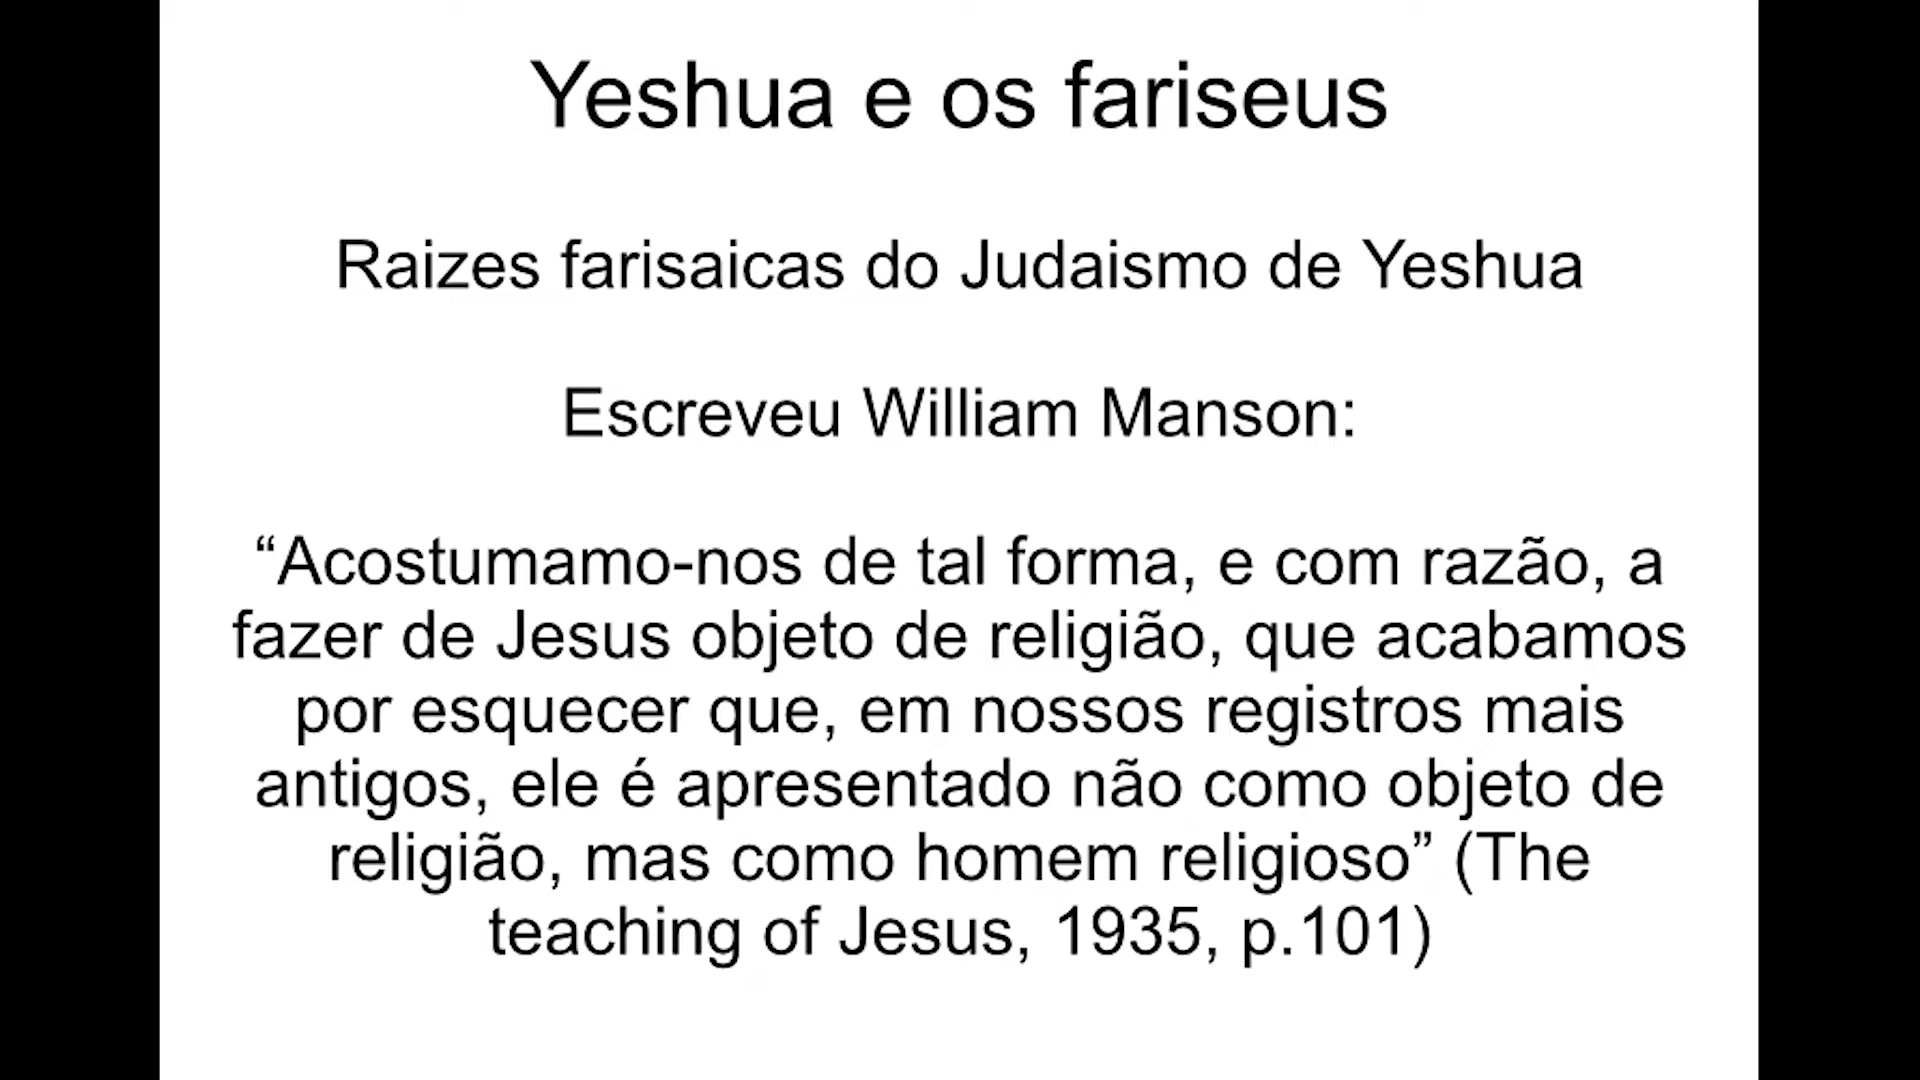 Yeshua e os fariseus
Raizes farisaicas do Judaismo de Yeshua
Escreveu William Manson:
“Acostumamo-nos de tal forma, e com razão, a
fazer de Jesus objeto de religião, que acabamos
por esquecer que, em nossos registros mais
antigos, ele é apresentado não como objeto de
religião, mas como homem religioso” (The
teaching of Jesus, 1935, p.101)